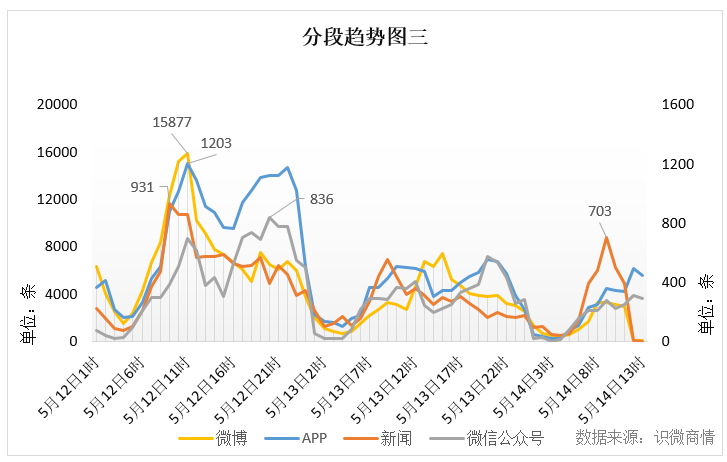 分段趋势图三
20000
16000
12000
8000
4000
0
单位：条
1600
1200
800
400
0
单位：条
15877
1203
931
836
703
5月12日1时
5月12日6时
5月12日11时
5月12日16时
5月12日21时
5月13日2时
5月13日7时
5月13日12时
5月13日17时
5月13日22时
5月14日3时
5月14日8时
5月14日13时
微博 APP 新闻 微信公众号
数据来源：识微商情